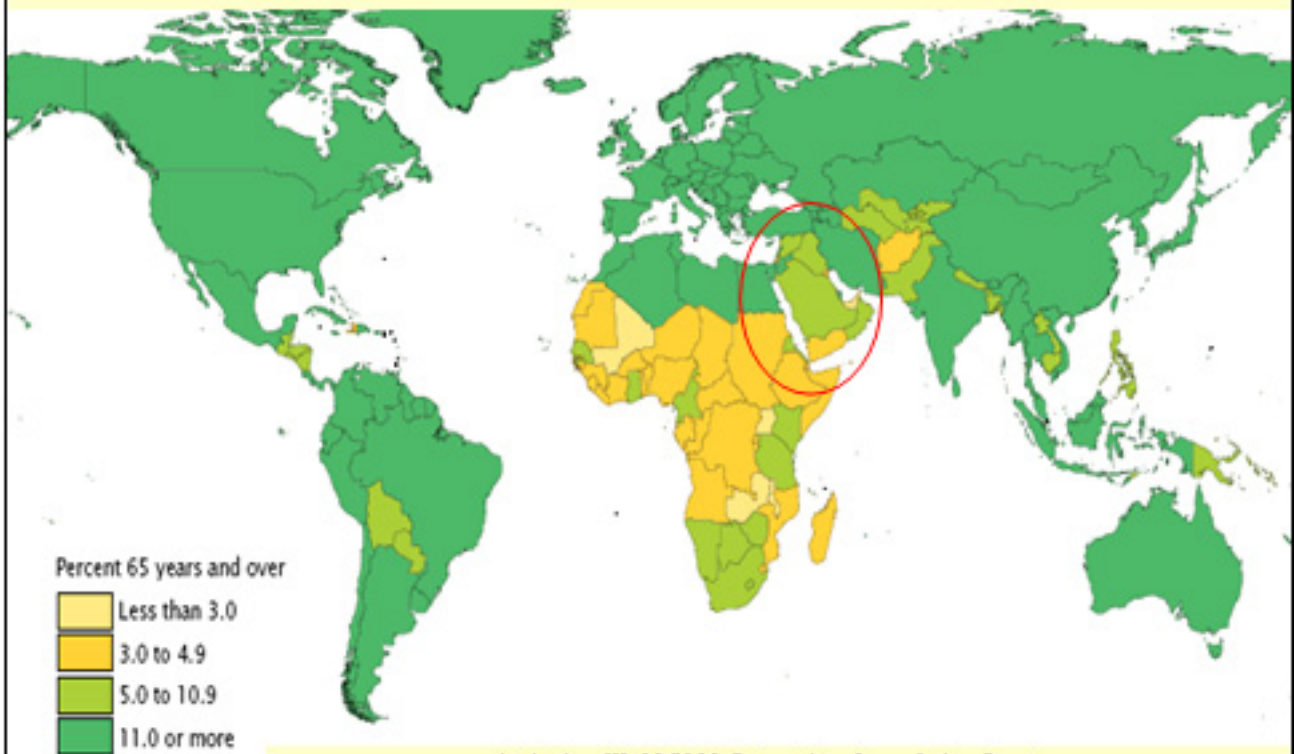 Percent 65 years and over
Less than 3.0
3.0 to 4.9
5.0 to 10.9
11.0 or more